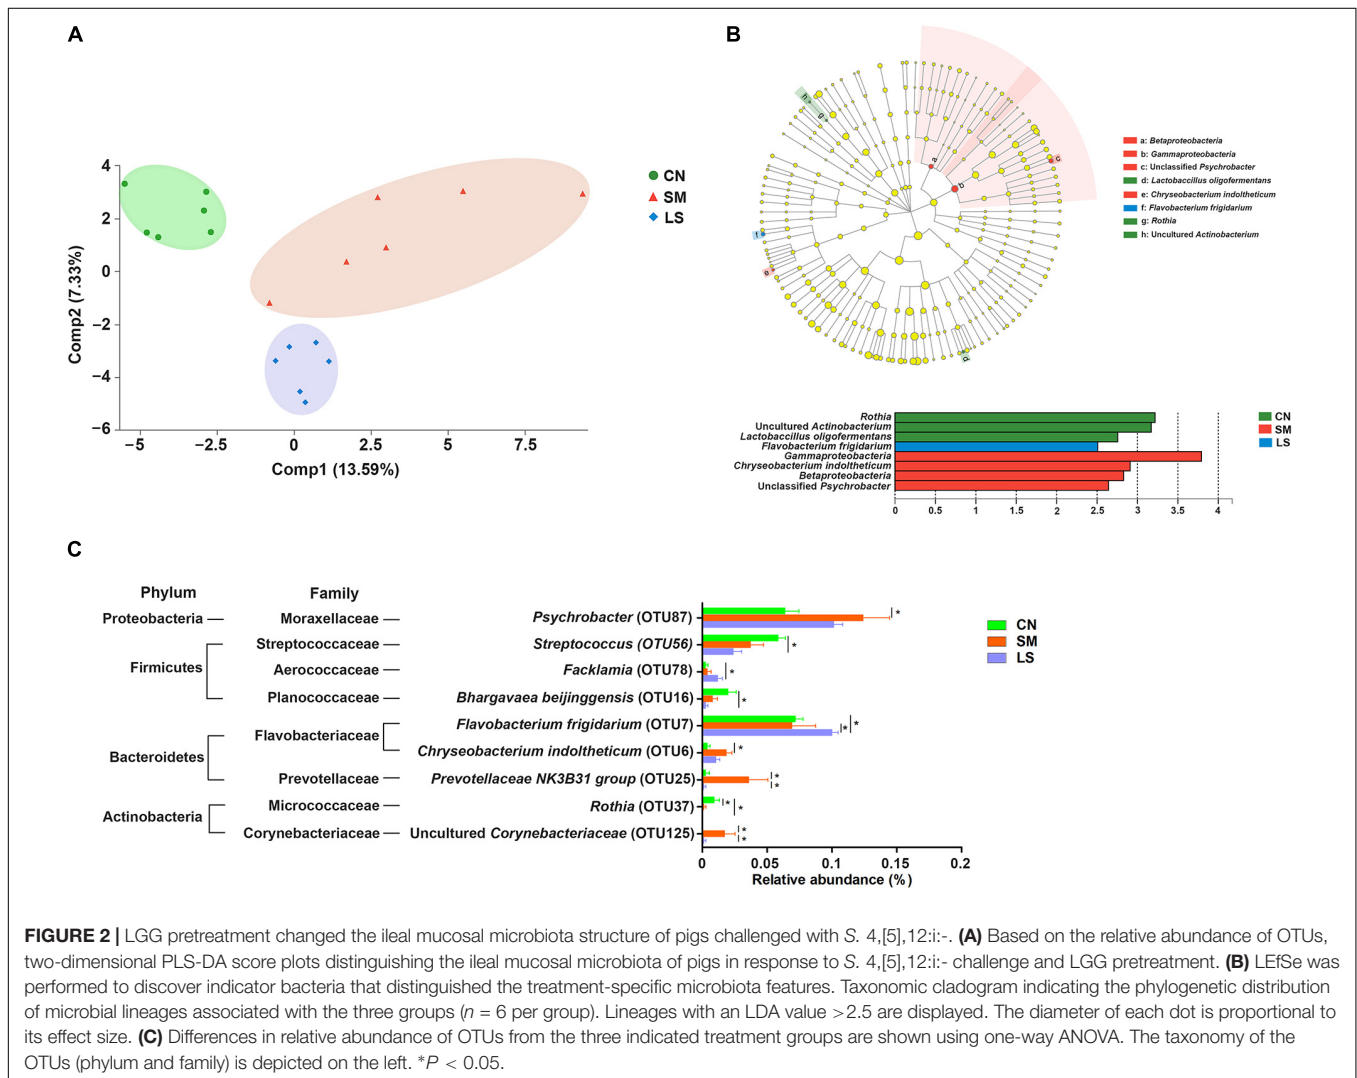 A
4
2
0
−2
−4
−6
Comp2 (7.33%)
−5
−2.5
0
2.5
5
7.5
Comp1 (13.59%)
CN
SM
LS
B
a
b
c
d
e
f
g
h
a: Betaproteobacteria
b: Gammaproteobacteria
c: Unclassified Psychrobacter
d: Lactobaccillus oligofermentans
e: Chryseobacterium indoltheticum
f: Flavobacterium frigidarium
g: Rothia
h: Uncultured Actinobacterium
Rothia
Uncultured Actinobacterium
Lactobaccillus oligofermentans
Flavobacterium frigidarium
Gammaproteobacteria
Chryseobacterium indoltheticum
Betaproteobacteria
Unclassified Psychrobacter
0 0.5 1 1.5 2 2.5 3 3.5 4
CN
SM
LS
C
Phylum Family
Proteobacteria Moraxellaceae Psychrobacter (OTU87) *
Streptococcaceae Streptococcus (OTU56) *
Firmicutes Aerococcaceae Facklamia (OTU78) *
Planococcaceae Bhargavaea beijinggensis (OTU16) *
Flavobacterium frigidarium (OTU7) * *
Flavobacteriaceae
Bacteroidetes Chryseobacterium indoltheticum (OTU6) *
Prevotellaceae Prevotellaceae NK3B31 group (OTU25) * *
Micrococcaceae Rothia (OTU37) * *
Actinobacteria
Corynebacteriaceae Uncultured Corynebacteriaceae (OTU125) * *
0 0.05 0.1 0.15 0.2
Relative abundance (%)
CN
SM
LS
FIGURE 2 | LGG pretreatment changed the ileal mucosal microbiota structure of pigs challenged with S. 4,[5],12:i:-. (A) Based on the relative abundance of OTUs,
two-dimensional PLS-DA score plots distinguishing the ileal mucosal microbiota of pigs in response to S. 4,[5],12:i:- challenge and LGG pretreatment. (B) LEfSe was
performed to discover indicator bacteria that distinguished the treatment-specific microbiota features. Taxonomic cladogram indicating the phylogenetic distribution
of microbial lineages associated with the three groups (n = 6 per group). Lineages with an LDA value >2.5 are displayed. The diameter of each dot is proportional to
its effect size. (C) Differences in relative abundance of OTUs from the three indicated treatment groups are shown using one-way ANOVA. The taxonomy of the
OTUs (phylum and family) is depicted on the left. *P < 0.05.